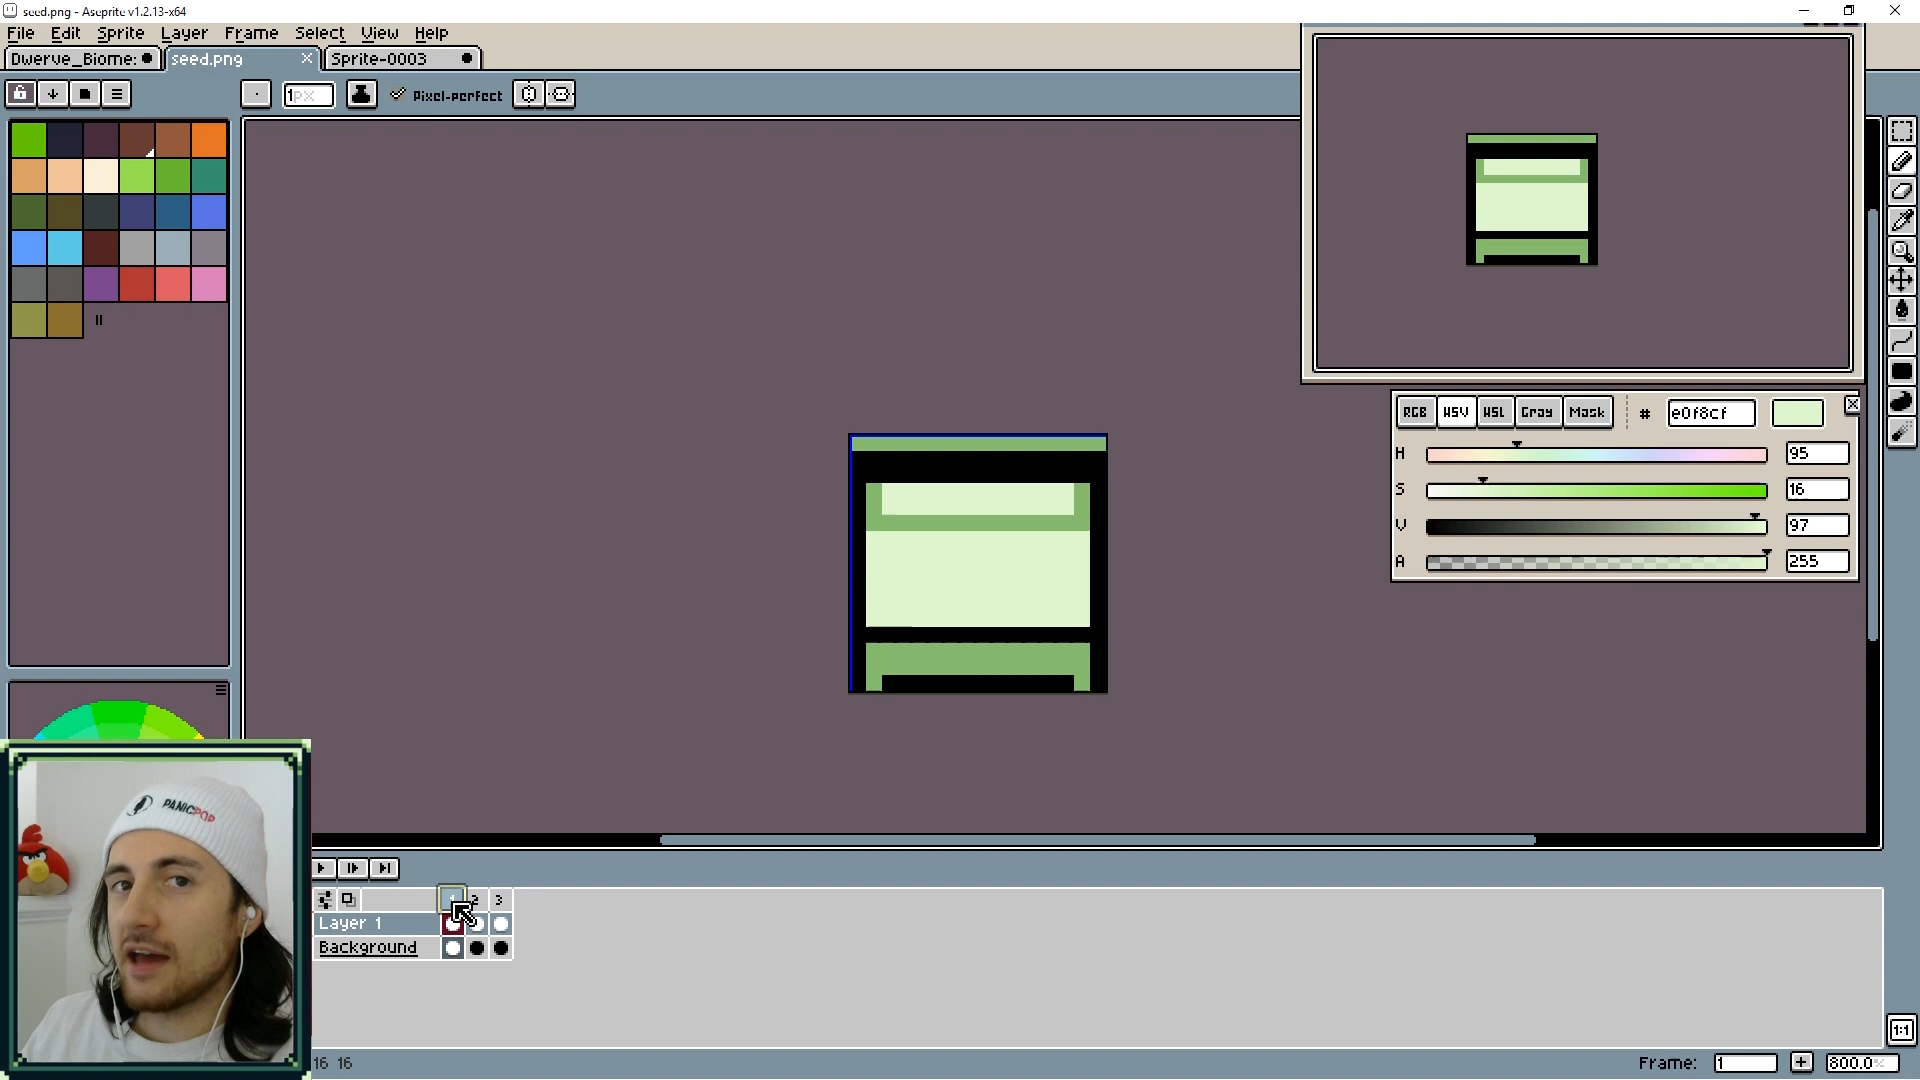 seed.png - Aseprite v1.2.13-x64
File Edit Sprite Layer Frame Select View Help
Dwerve_Biome: seed.png Sprite-0003
1px Pixel-perfect
RGB HSV HSL Gray Mask # e0f8cf
H 95
S 16
V 97
A 255
PANICPOP
2 3
Layer 1
Background
1:1
16 16 Frame: 1 800.0%